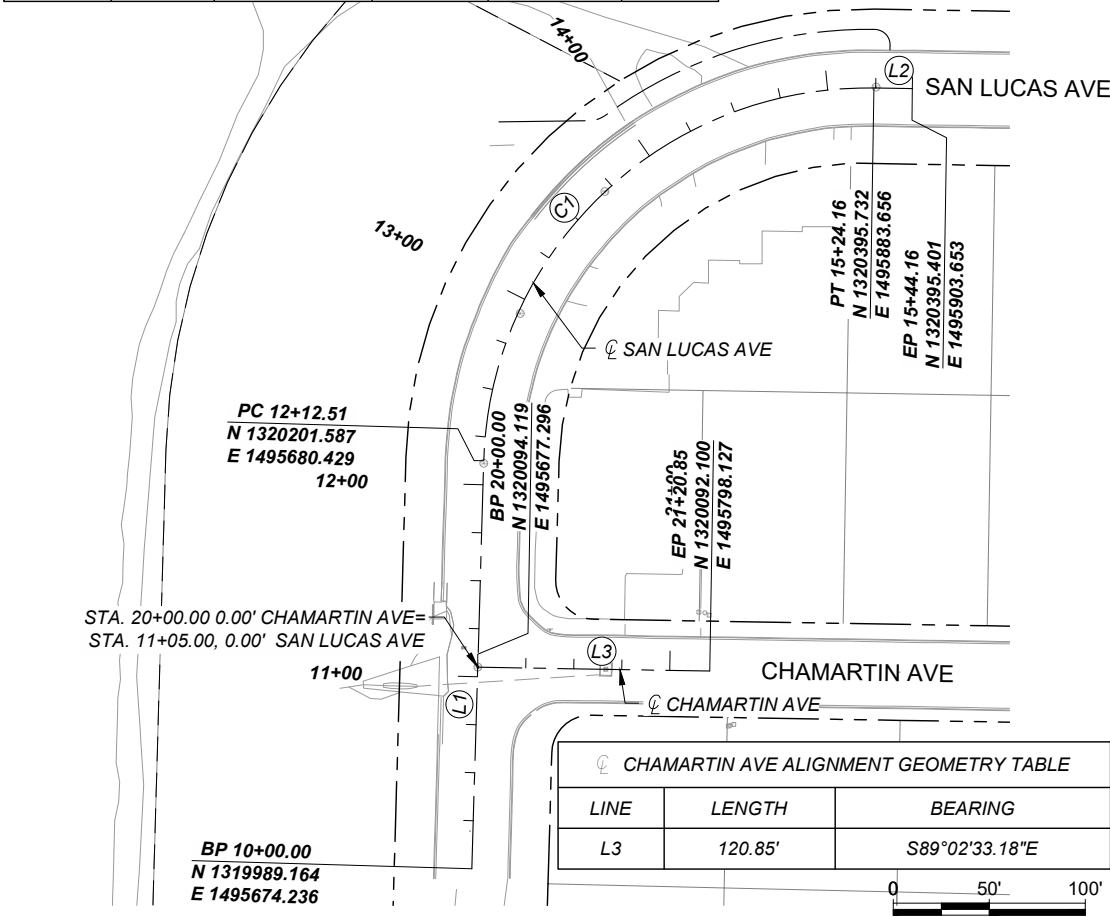 14+00
L2
SAN LUCAS AVE
C1
13+00
PT 15+24.16
N 1320395.732
E 1495883.656
EP 15+44.16
N 1320395.401
E 1495903.653
℄ SAN LUCAS AVE
PC 12+12.51
N 1320201.587
E 1495680.429
12+00
BP 20+00.00
N 1320094.119
E 1495677.296
21+00
EP 21+20.85
N 1320092.100
E 1495798.127
STA. 20+00.00 0.00' CHAMARTIN AVE=
STA. 11+05.00, 0.00' SAN LUCAS AVE
11+00
L3
L1
CHAMARTIN AVE
℄ CHAMARTIN AVE
℄ CHAMARTIN AVE ALIGNMENT GEOMETRY TABLE
LINE LENGTH BEARING
L3 120.85' S89°02'33.18"E
BP 10+00.00
N 1319989.164
E 1495674.236
0 50' 100'